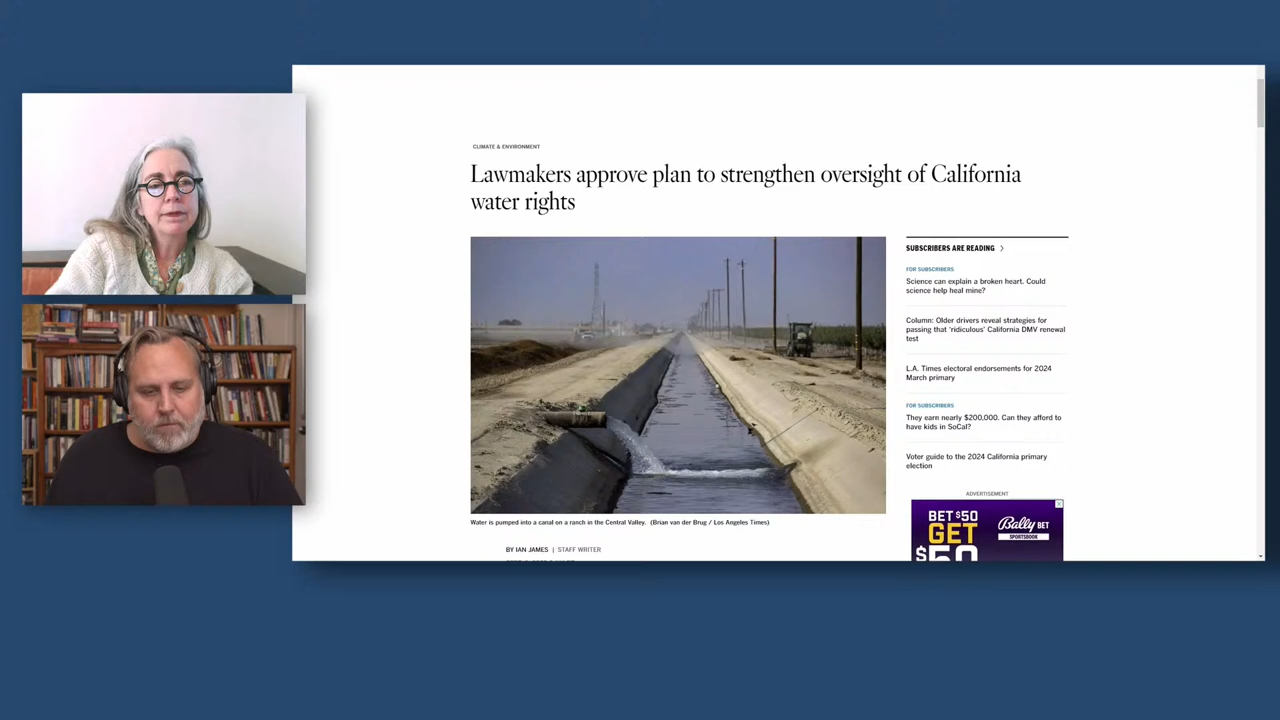 CLIMATE & ENVIRONMENT
Lawmakers approve plan to strengthen oversight of California
water rights
Water is pumped into a canal on a ranch in the Central Valley. (Brian van der Brug / Los Angeles Times)
BY IAN JAMES | STAFF WRITER
SUBSCRIBERS ARE READING >
FOR SUBSCRIBERS
Science can explain a broken heart. Could
science help heal mine?
Column: Older drivers reveal strategies for
passing that ‘ridiculous’ California DMV renewal
test
L.A. Times electoral endorsements for 2024
March primary
FOR SUBSCRIBERS
They earn nearly $200,000. Can they afford to
have kids in SoCal?
Voter guide to the 2024 California primary
election
ADVERTISEMENT
BET $50
GET
$50
Bally BET
SPORTSBOOK